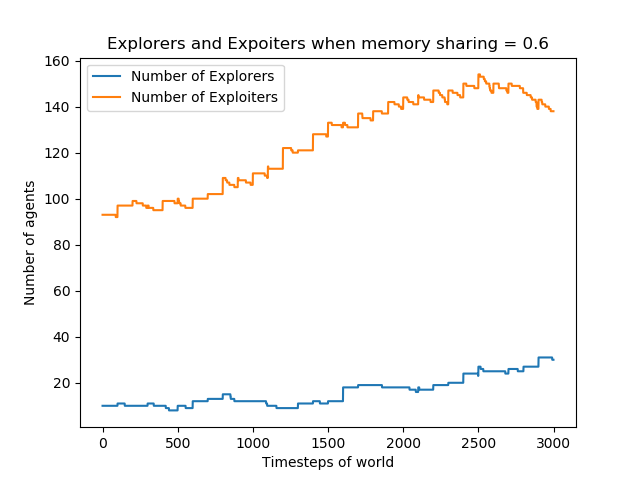 Explorers and Expoiters when memory sharing = 0.6
Number of Explorers
Number of Exploiters
160
140
120
100
80
60
40
20
Number of agents
0 500 1000 1500 2000 2500 3000
Timesteps of world